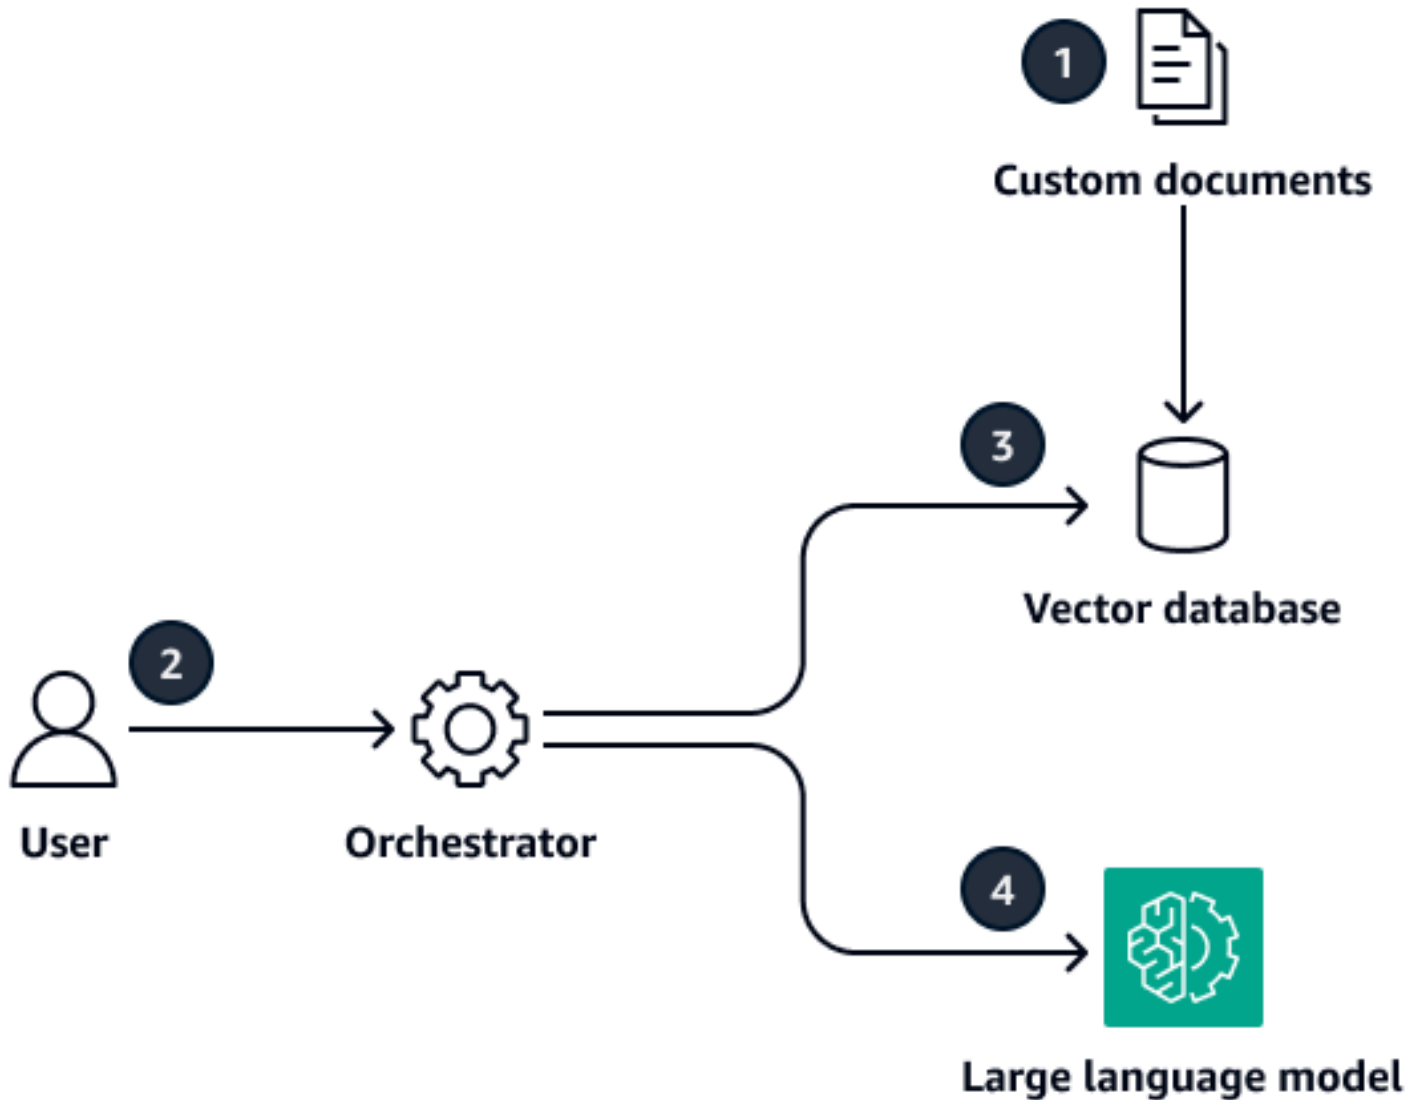 1
Custom documents
3
Vector database
2
User
Orchestrator
4
Large language model